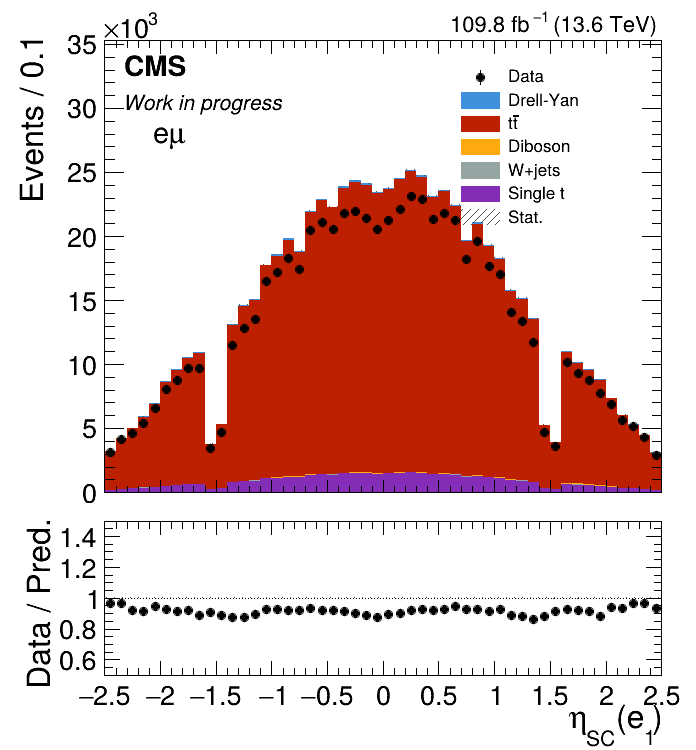 ×10³ 109.8 fb⁻¹ (13.6 TeV)
CMS
Work in progress
eμ
Data
Drell-Yan
tt̄
Diboson
W+jets
Single t
Stat.
Events / 0.1
35
30
25
20
15
10
5
0
Data / Pred.
1.4
1.2
1
0.8
0.6
−2.5 −2 −1.5 −1 −0.5 0 0.5 1 1.5 2 2.5
η_SC(e_1)